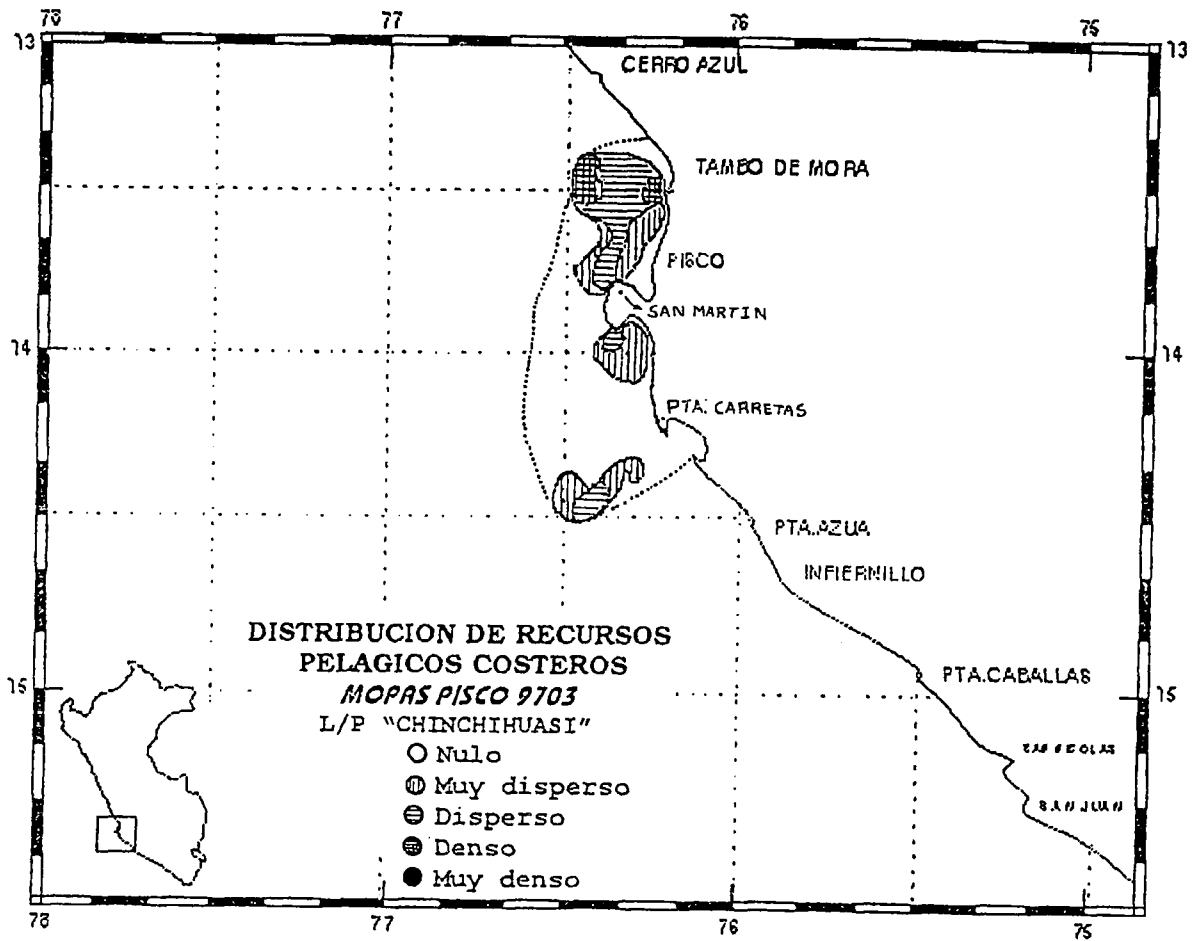 78 77 76 75
13 13
CERRO AZUL
TAMBO DE MORA
PISCO
SAN MARTIN
14 14
PTA. CARRETAS
PTA. AZUA
INFIERNILLO
DISTRIBUCION DE RECURSOS
PELAGICOS COSTEROS
MOPAS PISCO 9703
L/P "CHINCHIHUASI"
Nulo
Muy disperso
Disperso
Denso
Muy denso
15 15
PTA.CABALLAS
SAN JUAN
78 77 76 75